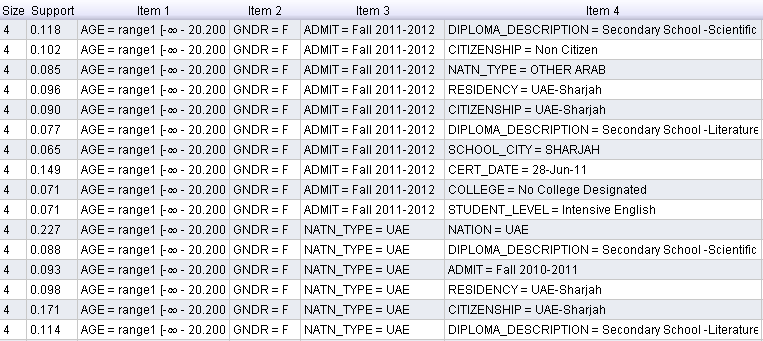 Size Support Item 1 Item 2 Item 3 Item 4
4 0.118 AGE = range1 [-∞ - 20.200 GNDR = F ADMIT = Fall 2011-2012 DIPLOMA_DESCRIPTION = Secondary School -Scientific
4 0.102 AGE = range1 [-∞ - 20.200 GNDR = F ADMIT = Fall 2011-2012 CITIZENSHIP = Non Citizen
4 0.085 AGE = range1 [-∞ - 20.200 GNDR = F ADMIT = Fall 2011-2012 NATN_TYPE = OTHER ARAB
4 0.096 AGE = range1 [-∞ - 20.200 GNDR = F ADMIT = Fall 2011-2012 RESIDENCY = UAE-Sharjah
4 0.090 AGE = range1 [-∞ - 20.200 GNDR = F ADMIT = Fall 2011-2012 CITIZENSHIP = UAE-Sharjah
4 0.077 AGE = range1 [-∞ - 20.200 GNDR = F ADMIT = Fall 2011-2012 DIPLOMA_DESCRIPTION = Secondary School -Literature
4 0.065 AGE = range1 [-∞ - 20.200 GNDR = F ADMIT = Fall 2011-2012 SCHOOL_CITY = SHARJAH
4 0.149 AGE = range1 [-∞ - 20.200 GNDR = F ADMIT = Fall 2011-2012 CERT_DATE = 28-Jun-11
4 0.071 AGE = range1 [-∞ - 20.200 GNDR = F ADMIT = Fall 2011-2012 COLLEGE = No College Designated
4 0.071 AGE = range1 [-∞ - 20.200 GNDR = F ADMIT = Fall 2011-2012 STUDENT_LEVEL = Intensive English
4 0.227 AGE = range1 [-∞ - 20.200 GNDR = F NATN_TYPE = UAE NATION = UAE
4 0.088 AGE = range1 [-∞ - 20.200 GNDR = F NATN_TYPE = UAE DIPLOMA_DESCRIPTION = Secondary School -Scientific
4 0.093 AGE = range1 [-∞ - 20.200 GNDR = F NATN_TYPE = UAE ADMIT = Fall 2010-2011
4 0.098 AGE = range1 [-∞ - 20.200 GNDR = F NATN_TYPE = UAE RESIDENCY = UAE-Sharjah
4 0.171 AGE = range1 [-∞ - 20.200 GNDR = F NATN_TYPE = UAE CITIZENSHIP = UAE-Sharjah
4 0.114 AGE = range1 [-∞ - 20.200 GNDR = F NATN_TYPE = UAE DIPLOMA_DESCRIPTION = Secondary School -Literature